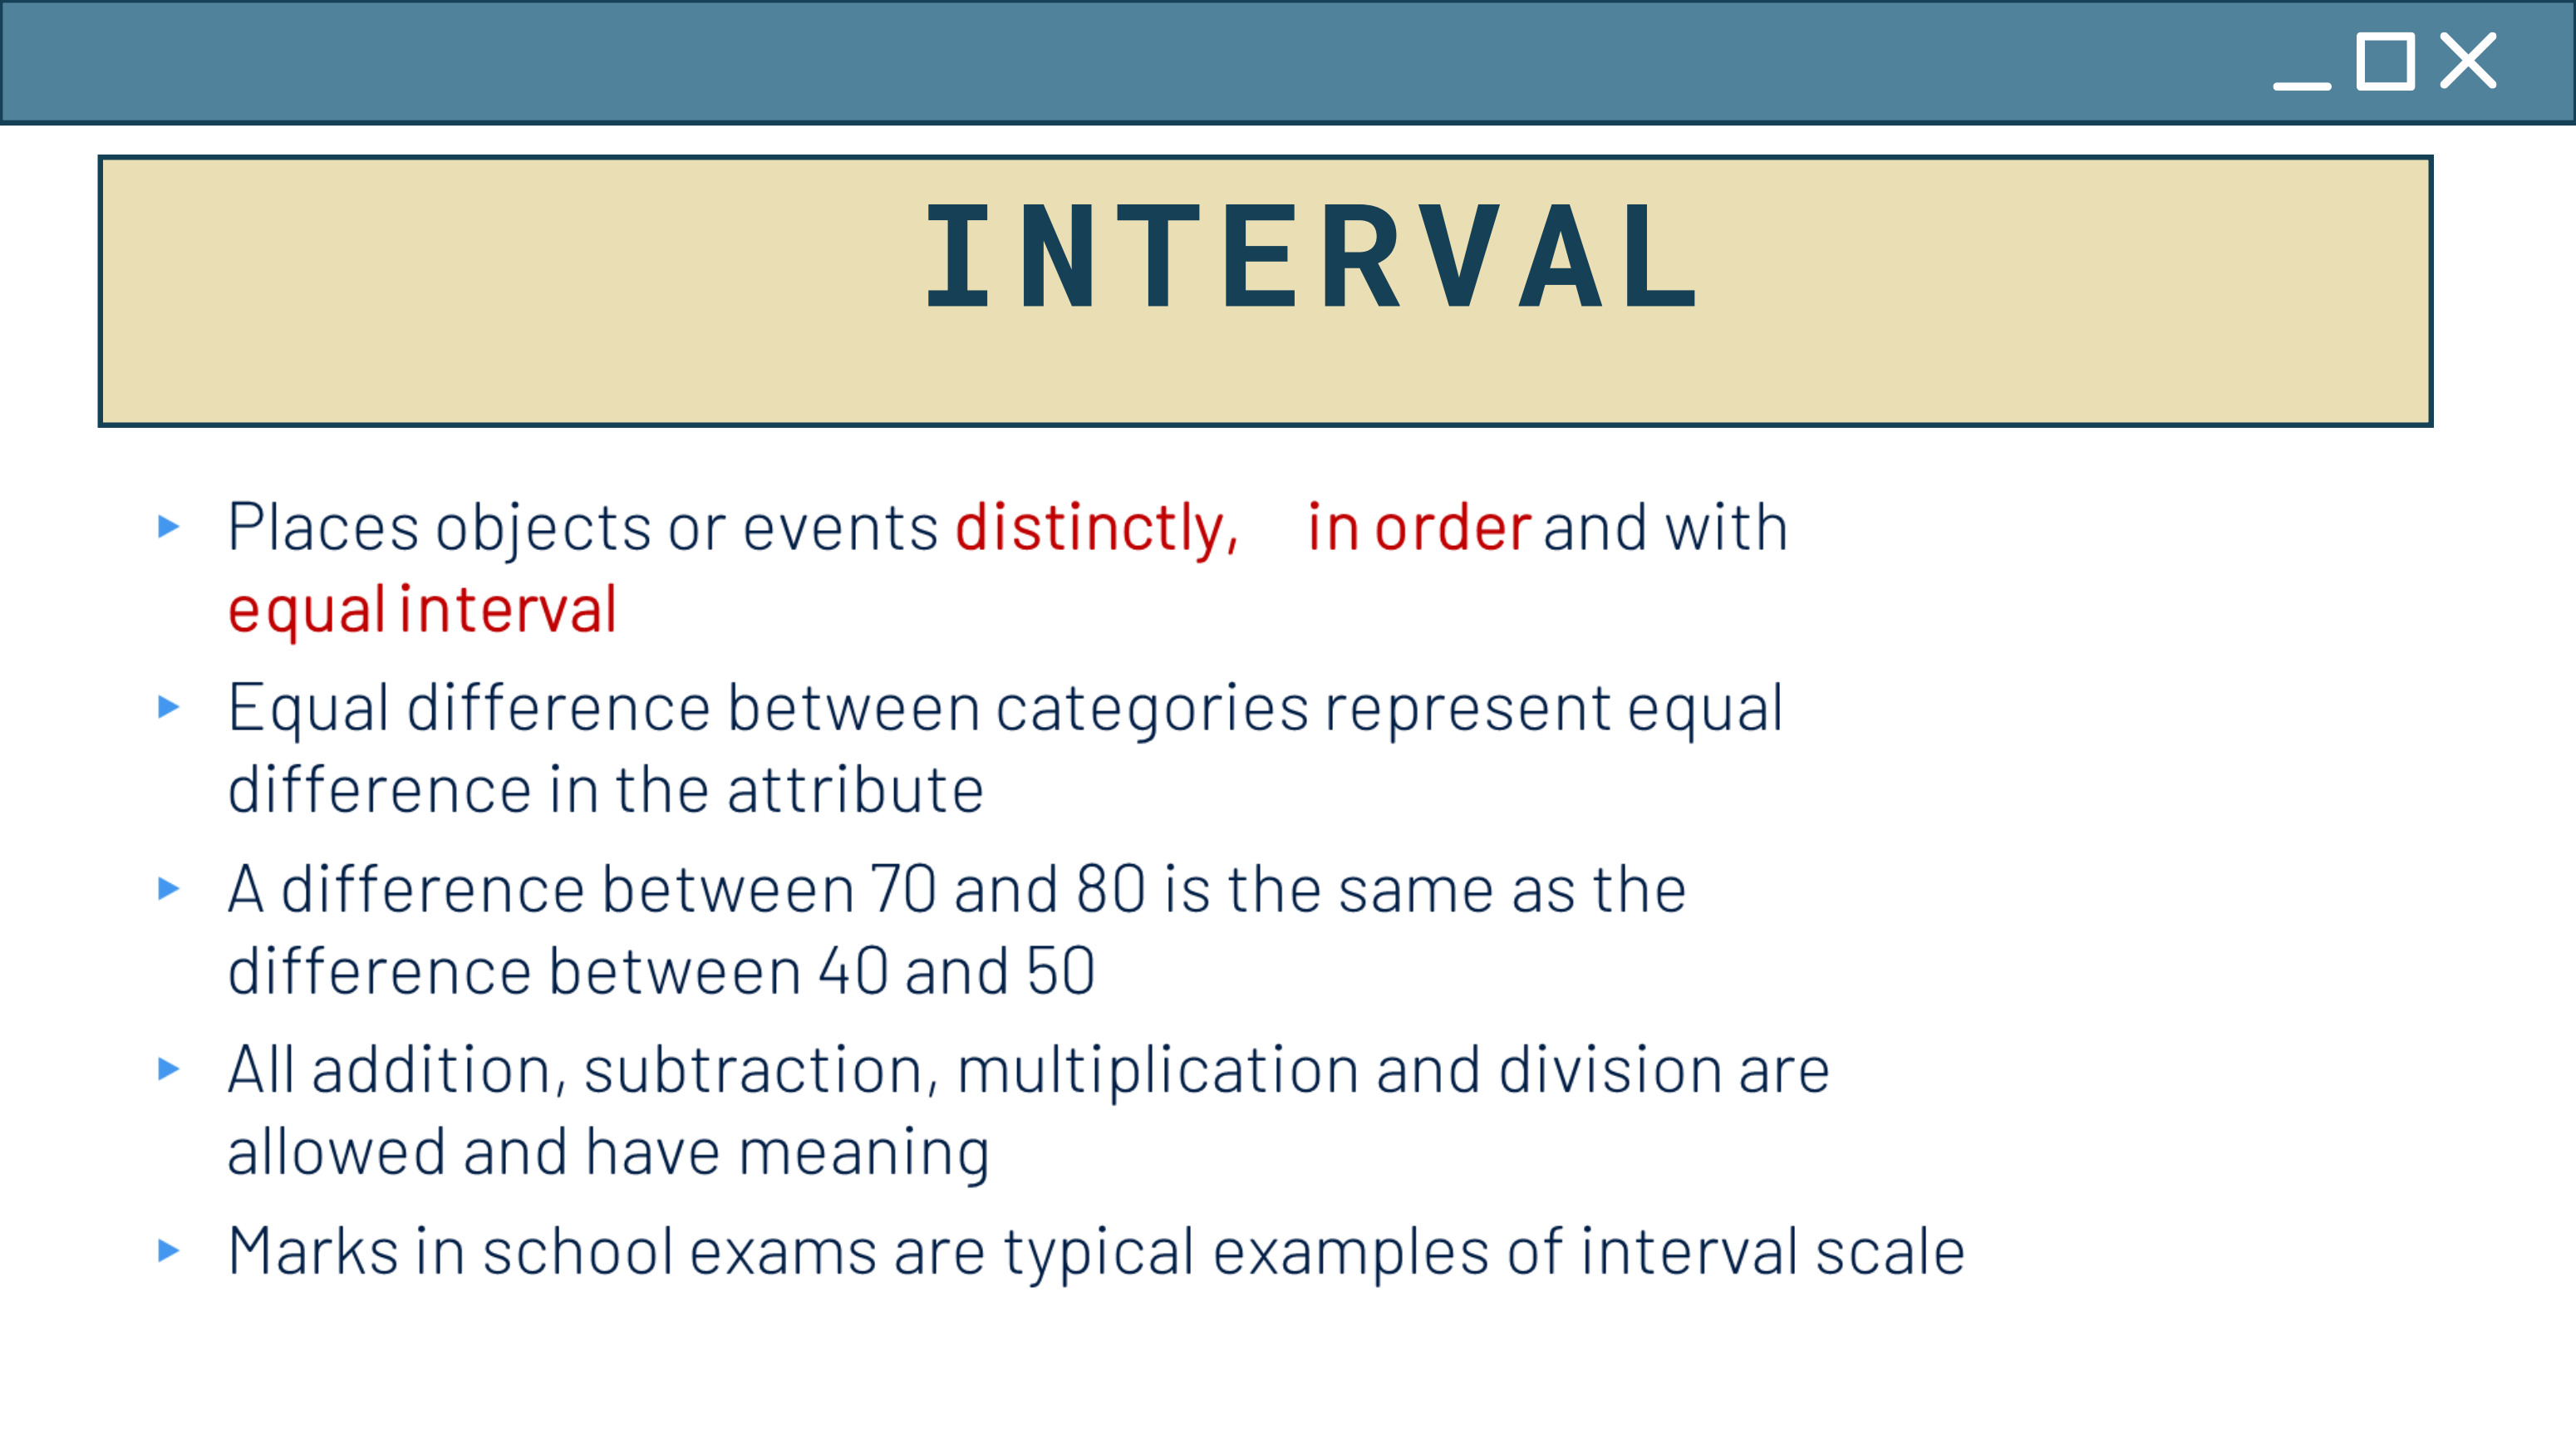 INTERVAL
Places objects or events distinctly, in order and with
equal interval
Equal difference between categories represent equal
difference in the attribute
A difference between 70 and 80 is the same as the
difference between 40 and 50
All addition, subtraction, multiplication and division are
allowed and have meaning
Marks in school exams are typical examples of interval scale